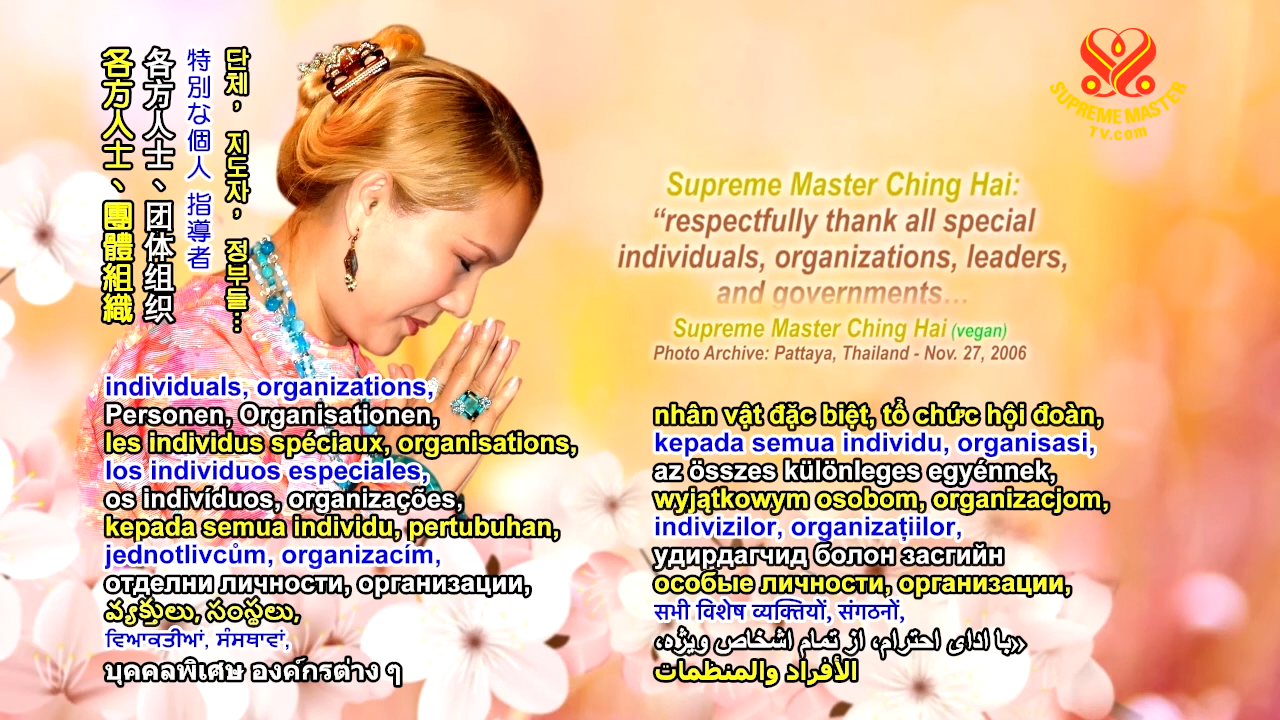 各方人士、團體組織
各方人士、团体组织
特別な個人 指導者
단체, 지도자, 정부들...
SUPREME MASTER
TV.com
Supreme Master Ching Hai:
“respectfully thank all special
individuals, organizations, leaders,
and governments…
Supreme Master Ching Hai (vegan)
Photo Archive: Pattaya, Thailand - Nov. 27, 2006
individuals, organizations,
Personen, Organisationen,
les individus spéciaux, organisations,
los individuos especiales,
os indivíduos, organizações,
kepada semua individu, pertubuhan,
jednotlivcům, organizacím,
отделни личности, организации,
వ్యక్తులు, సంస్థలు,
ਵਿਆਕਤੀਆਂ, ਸੰਸਥਾਵਾਂ,
บุคคลพิเศษ องค์กรต่าง ๆ
nhân vật đặc biệt, tổ chức hội đoàn,
kepada semua individu, organisasi,
az összes különleges egyénnek,
wyjątkowym osobom, organizacjom,
indivizilor, organizațiilor,
удирдагчид болон засгийн
особые личности, организации,
सभी विशेष व्यक्तियों, संगठनों,
«با ادای احترام، از تمام اشخاص ویژه،
الأفراد والمنظمات